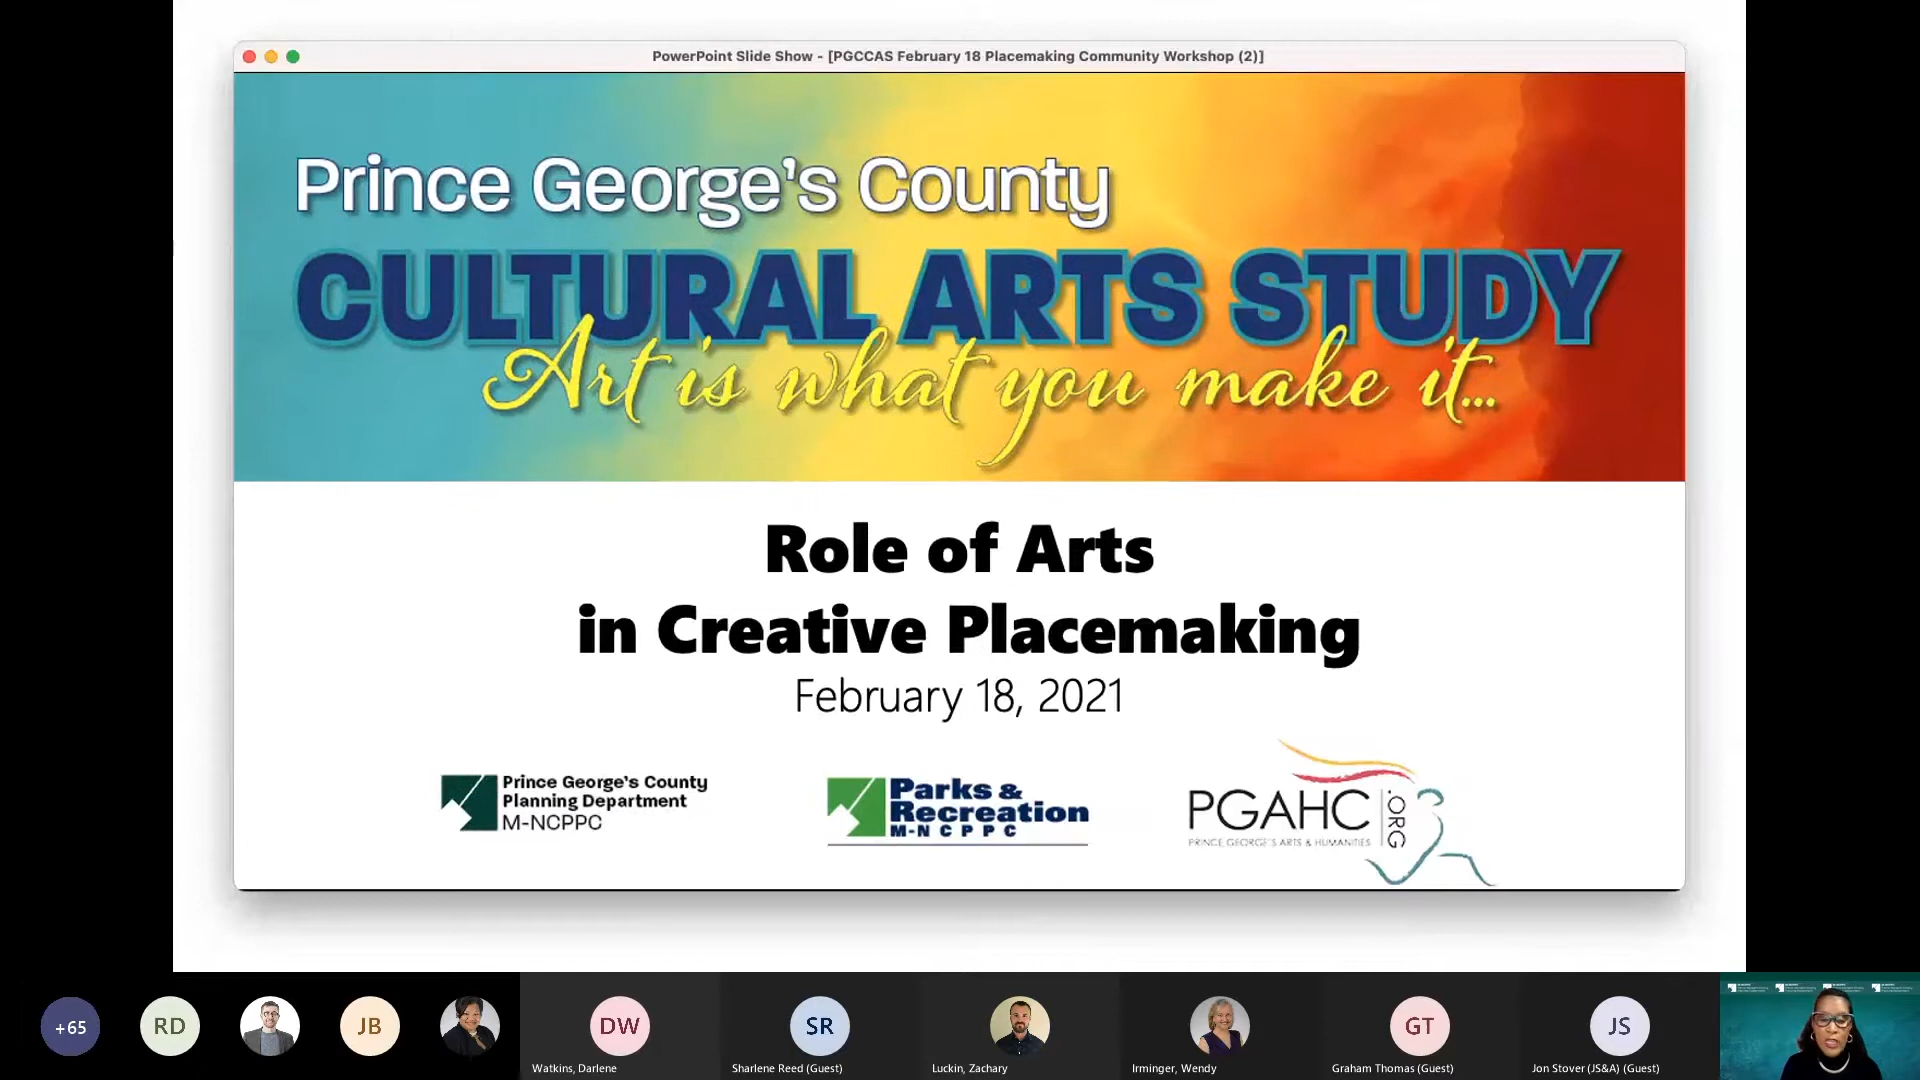 PowerPoint Slide Show - [PGCCAS February 18 Placemaking Community Workshop (2)]
Prince George's County
CULTURAL ARTS STUDY
Art is what you make it...
Role of Arts
in Creative Placemaking
February 18, 2021
Prince George's County
Planning Department
M-NCPPC
Parks &
Recreation
M-NCPPC
PGAHC
.ORG
PRINCE GEORGE'S ARTS & HUMANITIES
+65
RD
JB
DW
SR
GT
JS
Watkins, Darlene
Sharlene Reed (Guest)
Luckin, Zachary
Irminger, Wendy
Graham Thomas (Guest)
Jon Stover (JS&A) (Guest)